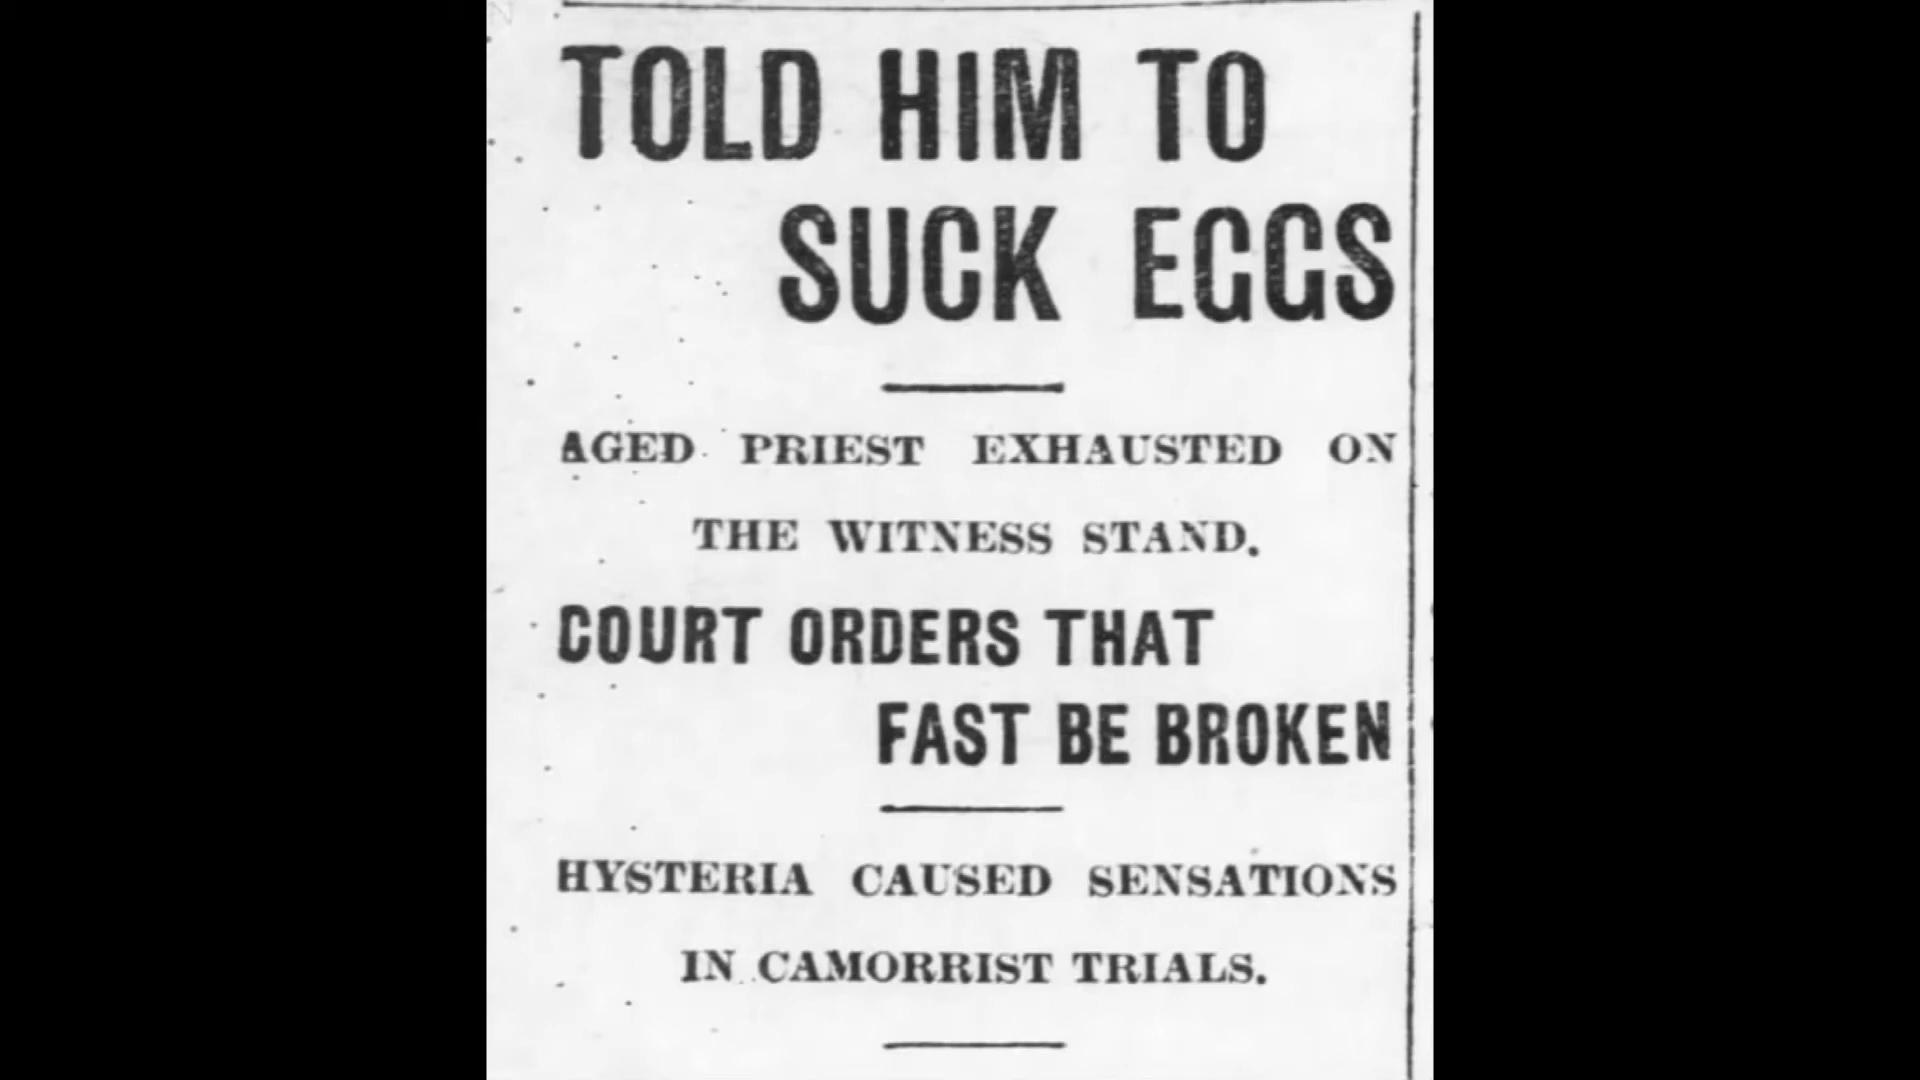 TOLD HIM TO
SUCK EGGS
AGED PRIEST EXHAUSTED ON
THE WITNESS STAND.
COURT ORDERS THAT
FAST BE BROKEN
HYSTERIA CAUSED SENSATIONS
IN CAMORRIST TRIALS.